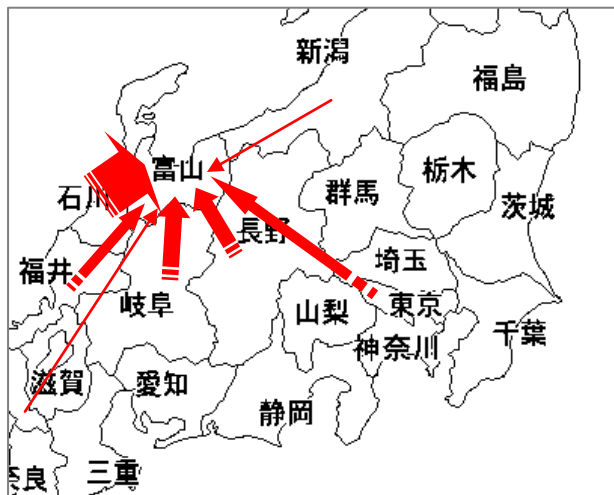 新潟
福島
富山
栃木
群馬
石川
茨城
長野
福井
埼玉
岐阜
山梨
東京
千葉
神奈川
滋賀
愛知
静岡
奈良
三重